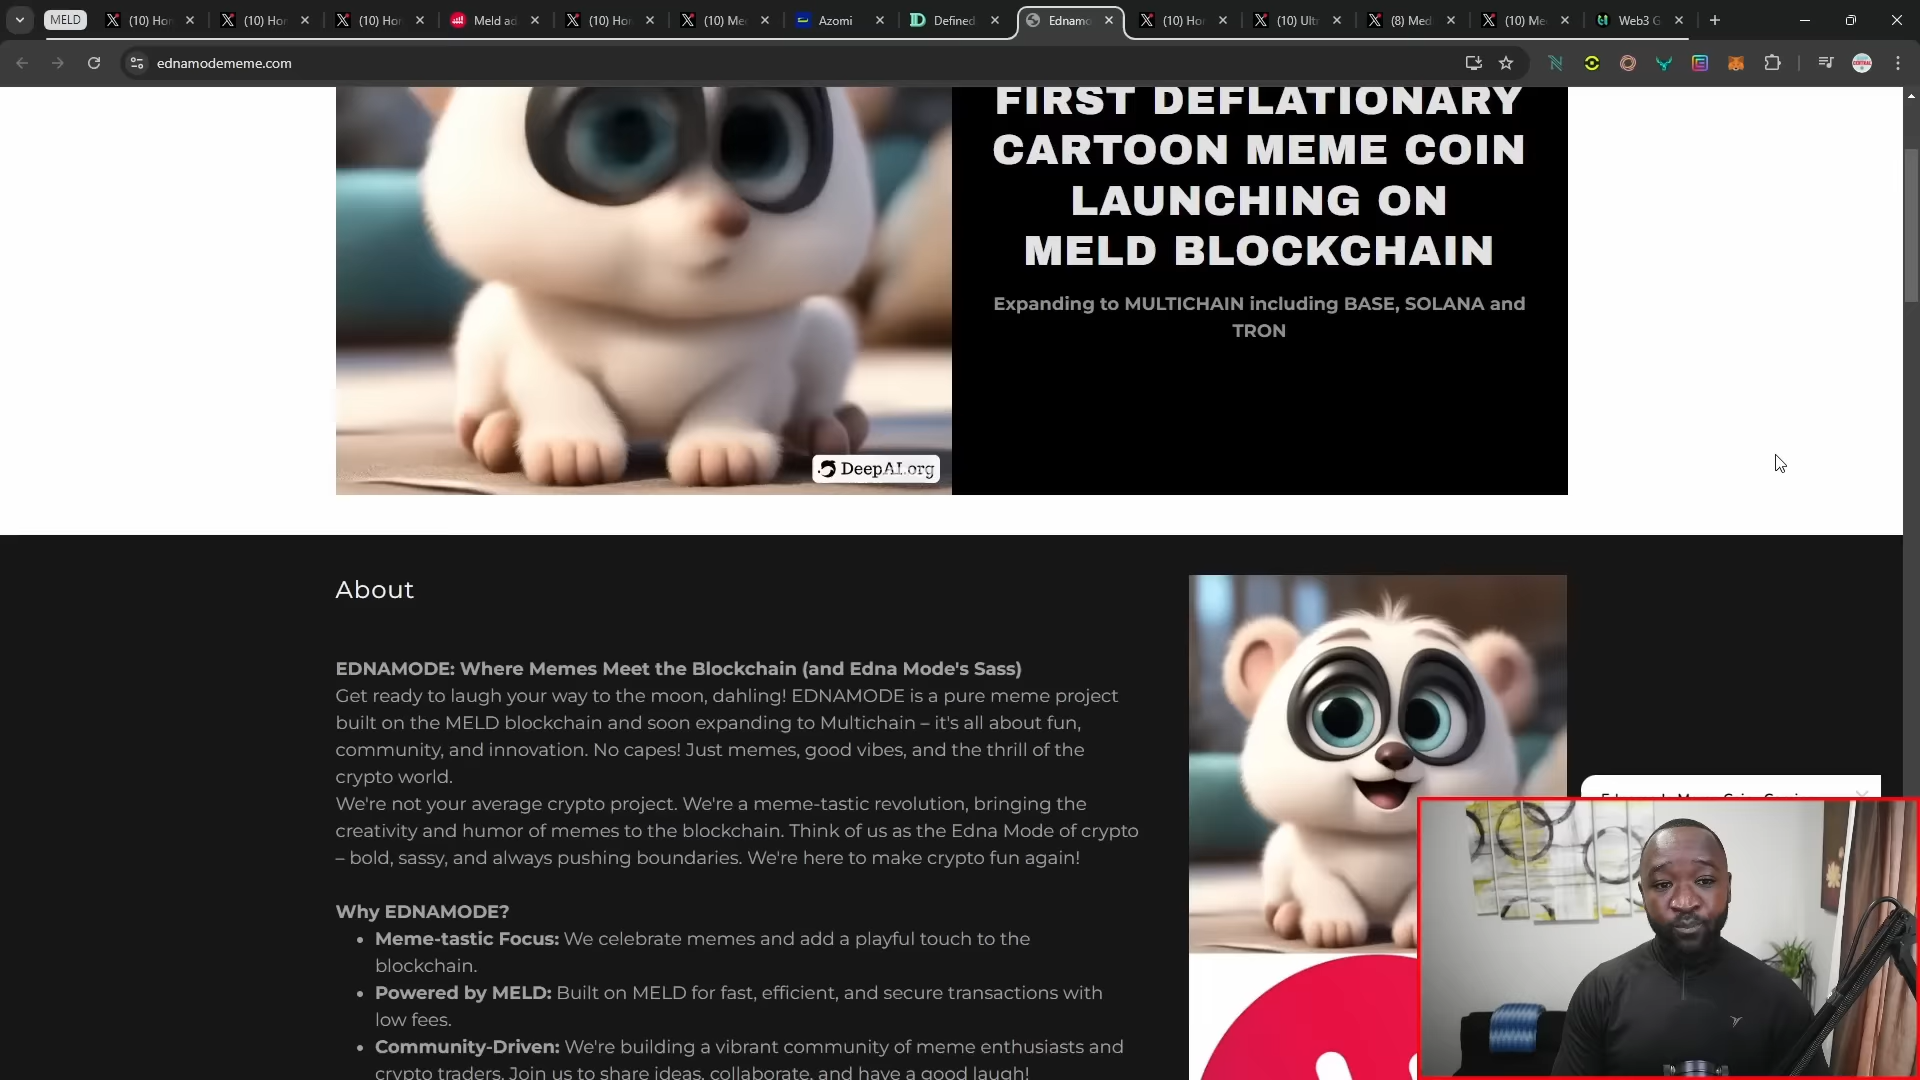 MELD
(10) Hor
(10) Hor
(10) Hor
Meld ad
(10) Hor
(10) Me
Azomi
Defined
Ednamo
(10) Hor
(10) Ultr
(8) Med
(10) Me
Web3 G
ednamodememe.com
FIRST DEFLATIONARY
CARTOON MEME COIN
LAUNCHING ON
MELD BLOCKCHAIN
Expanding to MULTICHAIN including BASE, SOLANA and
TRON
DeepAI.org
About
EDNAMODE: Where Memes Meet the Blockchain (and Edna Mode's Sass)
Get ready to laugh your way to the moon, dahling! EDNAMODE is a pure meme project
built on the MELD blockchain and soon expanding to Multichain – it's all about fun,
community, and innovation. No capes! Just memes, good vibes, and the thrill of the
crypto world.
We're not your average crypto project. We're a meme-tastic revolution, bringing the
creativity and humor of memes to the blockchain. Think of us as the Edna Mode of crypto
– bold, sassy, and always pushing boundaries. We're here to make crypto fun again!
Why EDNAMODE?
• Meme-tastic Focus: We celebrate memes and add a playful touch to the
blockchain.
• Powered by MELD: Built on MELD for fast, efficient, and secure transactions with
low fees.
• Community-Driven: We're building a vibrant community of meme enthusiasts and
crypto traders. Join us to share ideas, collaborate, and have a good laugh!